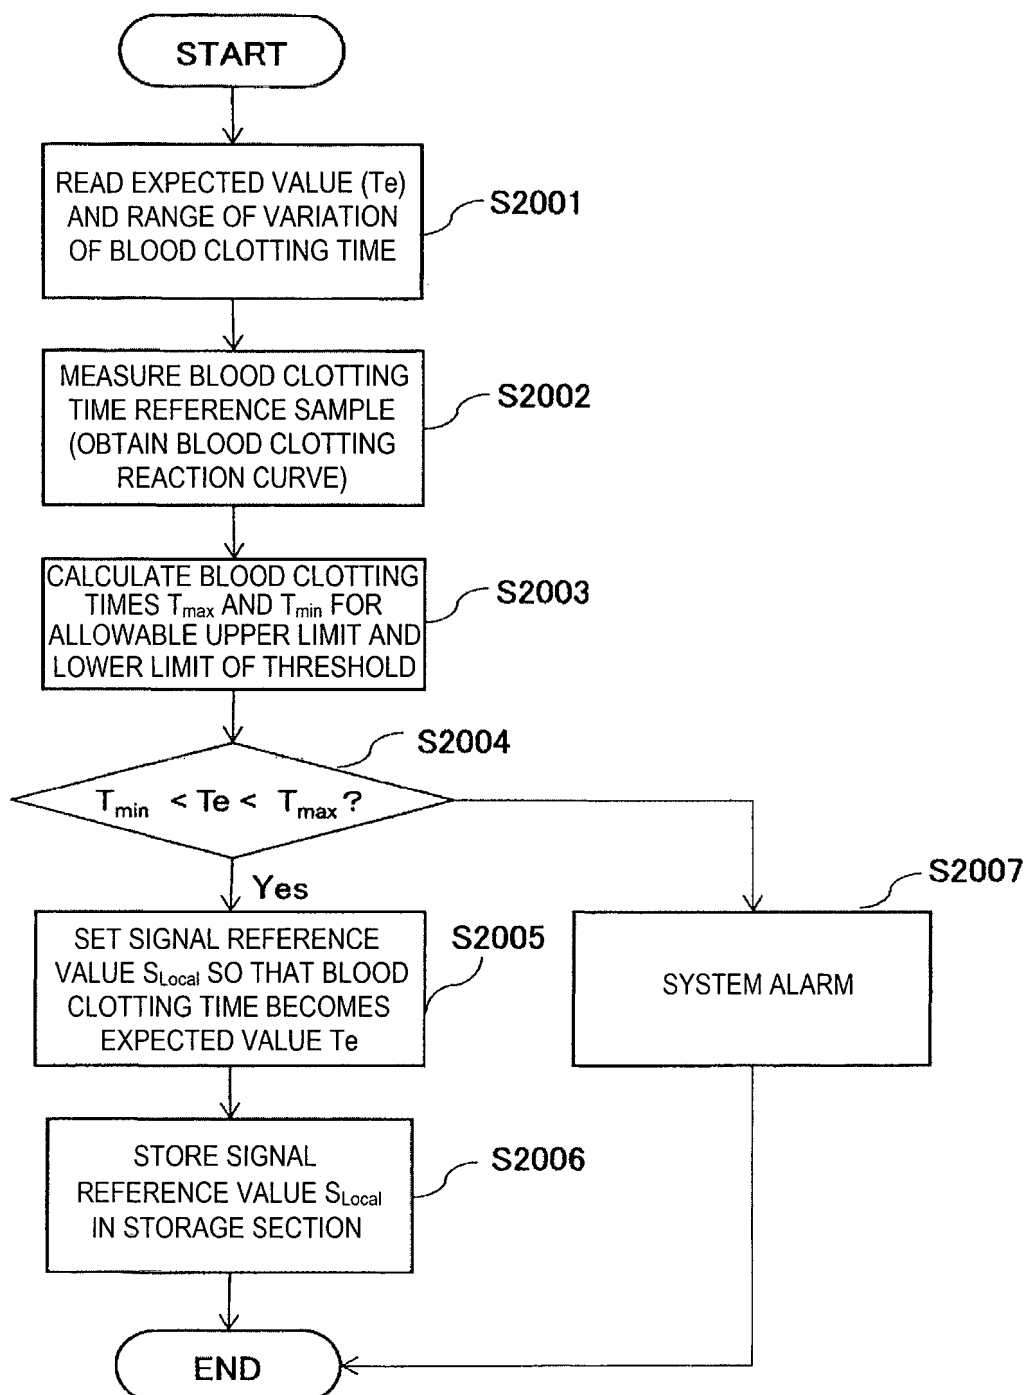 START
READ EXPECTED VALUE (Te)
AND RANGE OF VARIATION
OF BLOOD CLOTTING TIME
S2001
MEASURE BLOOD CLOTTING
TIME REFERENCE SAMPLE
(OBTAIN BLOOD CLOTTING
REACTION CURVE)
S2002
CALCULATE BLOOD CLOTTING
TIMES Tmax AND Tmin FOR
ALLOWABLE UPPER LIMIT AND
LOWER LIMIT OF THRESHOLD
S2003
S2004
Tmin < Te < Tmax ?
Yes
SET SIGNAL REFERENCE
VALUE SLocal SO THAT BLOOD
CLOTTING TIME BECOMES
EXPECTED VALUE Te
S2005
S2007
SYSTEM ALARM
STORE SIGNAL
REFERENCE VALUE SLocal
IN STORAGE SECTION
S2006
END